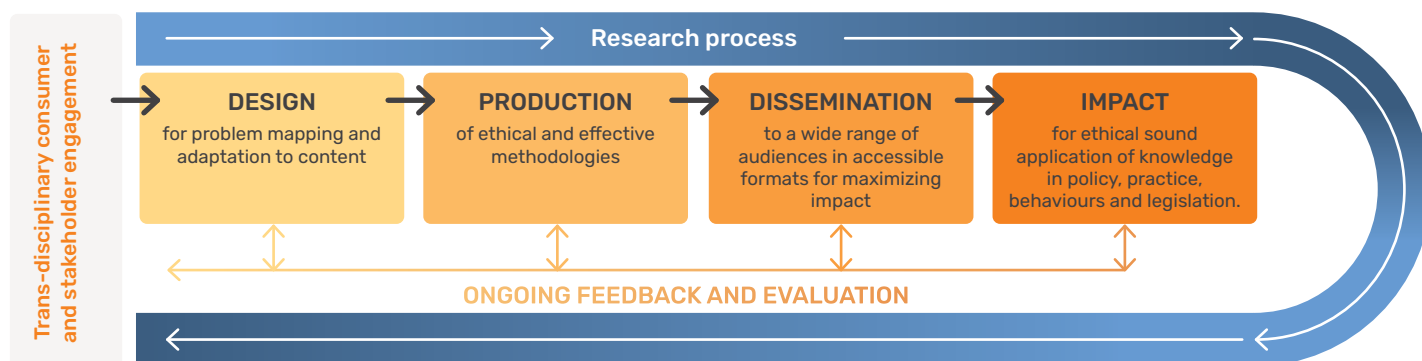 Trans-disciplinary consumer
and stakeholder engagement
Research process
DESIGN
for problem mapping and
adaptation to content
PRODUCTION
of ethical and effective
methodologies
DISSEMINATION
to a wide range of
audiences in accessible
formats for maximizing
impact
IMPACT
for ethical sound
application of knowledge
in policy, practice,
behaviours and legislation.
ONGOING FEEDBACK AND EVALUATION